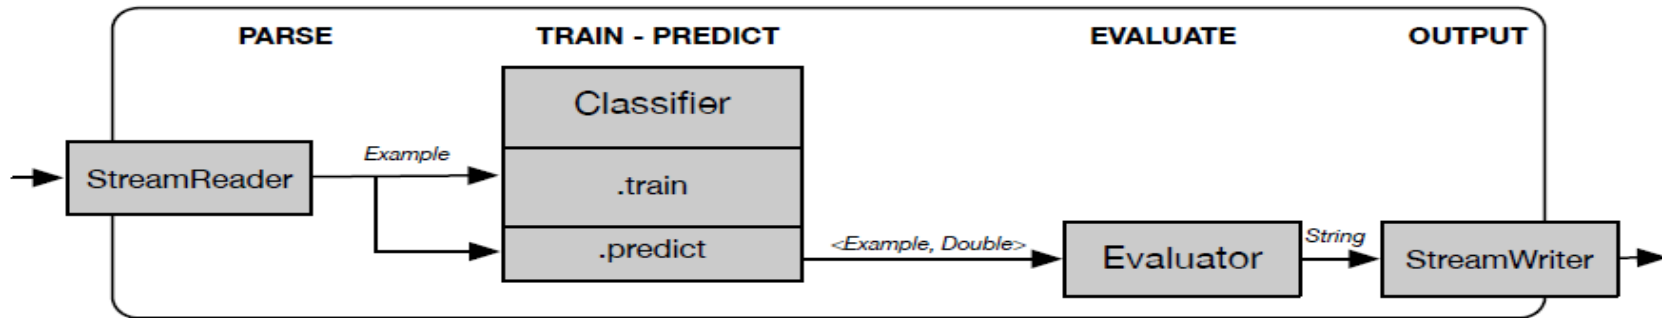 PARSE
TRAIN - PREDICT
EVALUATE
OUTPUT
Classifier
Example
StreamReader
.train
.predict
<Example, Double>
Evaluator
String
StreamWriter